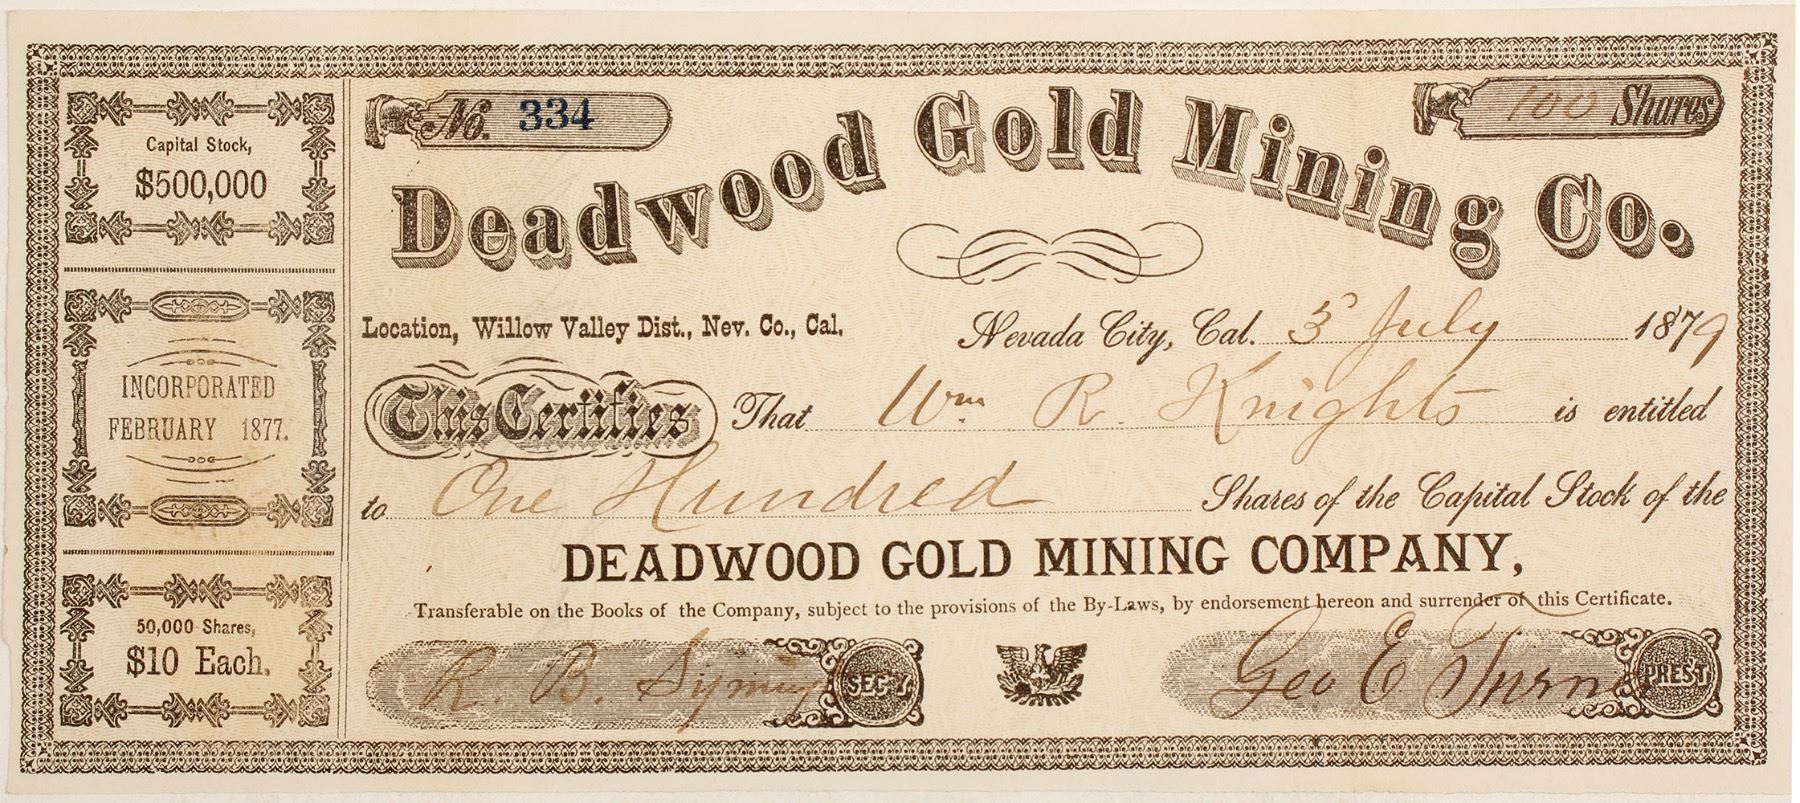 Capital Stock,
$500,000
INCORPORATED
FEBRUARY 1877.
50,000 Shares,
$10 Each.
No. 334
100 Shares
Deadwood Gold Mining Co.
Location, Willow Valley Dist., Nev. Co., Cal.
Nevada City, Cal. 3 July 1879
This Certifies That Wm R. Knights is entitled
to One Hundred Shares of the Capital Stock of the
DEADWOOD GOLD MINING COMPANY,
Transferable on the Books of the Company, subject to the provisions of the By-Laws, by endorsement hereon and surrender of this Certificate.
R. B. SEC'Y
Geo E PREST